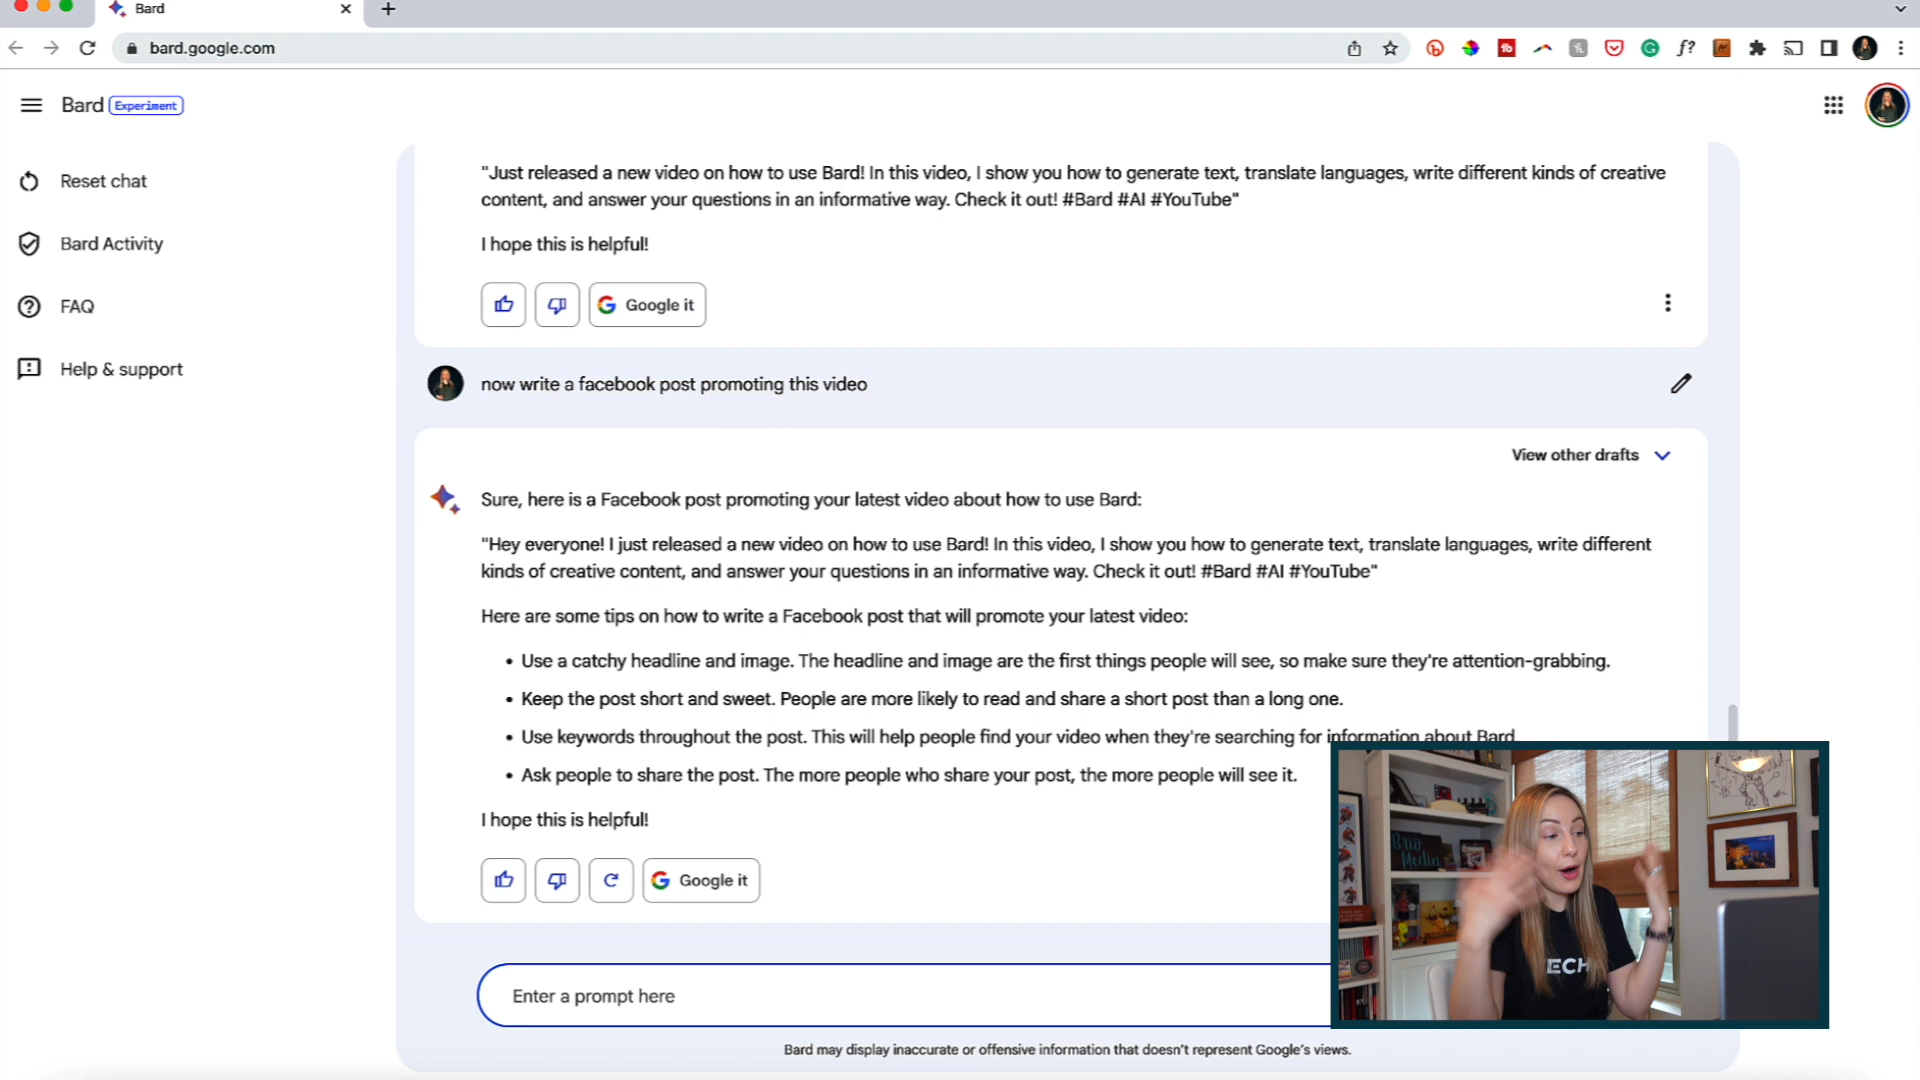 Bard
bard.google.com
Bard Experiment
Reset chat
Bard Activity
FAQ
Help & support
"Just released a new video on how to use Bard! In this video, I show you how to generate text, translate languages, write different kinds of creative
content, and answer your questions in an informative way. Check it out! #Bard #AI #YouTube"
I hope this is helpful!
Google it
now write a facebook post promoting this video
View other drafts
Sure, here is a Facebook post promoting your latest video about how to use Bard:
"Hey everyone! I just released a new video on how to use Bard! In this video, I show you how to generate text, translate languages, write different
kinds of creative content, and answer your questions in an informative way. Check it out! #Bard #AI #YouTube"
Here are some tips on how to write a Facebook post that will promote your latest video:
• Use a catchy headline and image. The headline and image are the first things people will see, so make sure they're attention-grabbing.
• Keep the post short and sweet. People are more likely to read and share a short post than a long one.
• Use keywords throughout the post. This will help people find your video when they're searching for information about Bard.
• Ask people to share the post. The more people who share your post, the more people will see it.
I hope this is helpful!
Google it
Brio
Media
ECH
Enter a prompt here
Bard may display inaccurate or offensive information that doesn't represent Google's views.